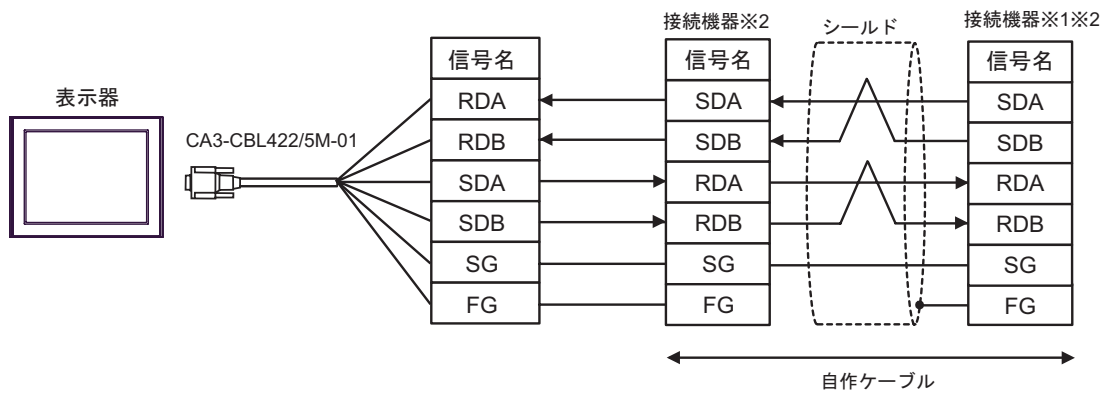 表示器
CA3-CBL422/5M-01
信号名
RDA
RDB
SDA
SDB
SG
FG
接続機器※2
信号名
SDA
SDB
RDA
RDB
SG
FG
シールド
接続機器※1※2
信号名
SDA
SDB
RDA
RDB
SG
FG
自作ケーブル